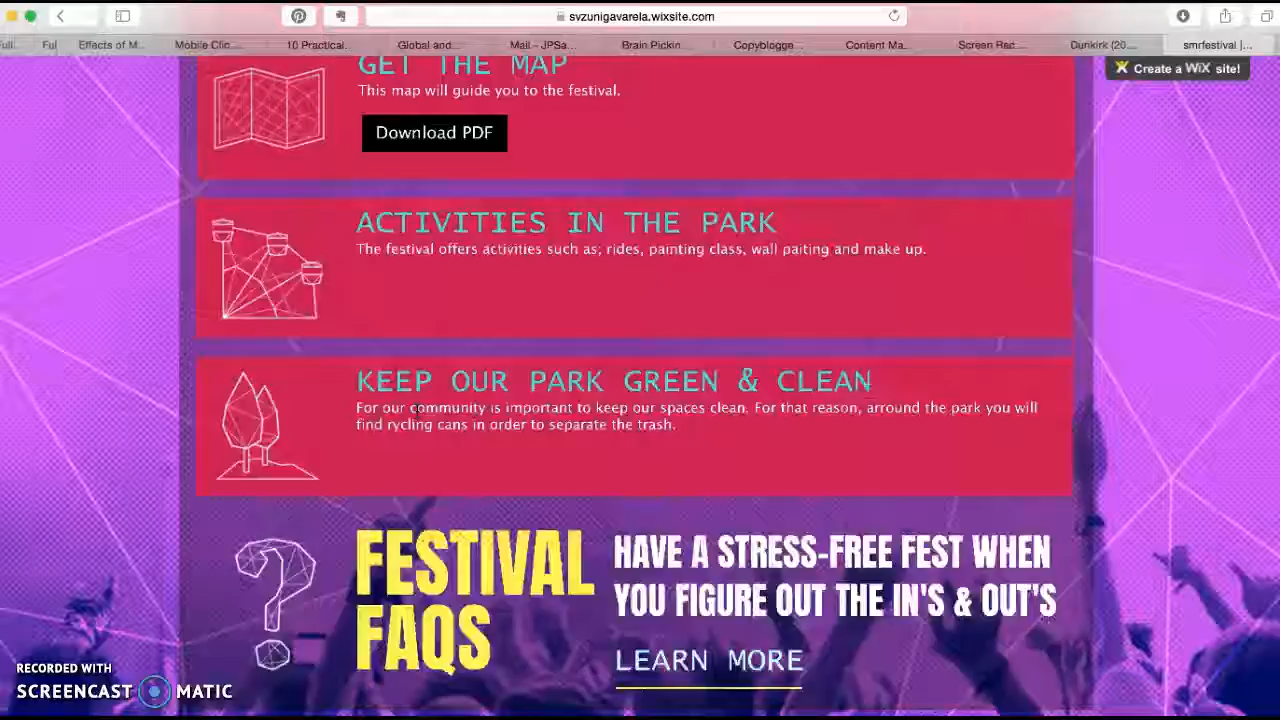 svzunigavarela.wixsite.com
Full
Ful
Effects of M...
Mobile Clic...
10 Practical...
Global and...
Mail - JPSa...
Brain Pickin...
Copyblogge...
Content Ma...
Screen Rec...
Dunkirk (20...
smrfestival |...
Create a WiX site!
GET THE MAP
This map will guide you to the festival.
Download PDF
ACTIVITIES IN THE PARK
The festival offers activities such as; rides, painting class, wall paiting and make up.
KEEP OUR PARK GREEN & CLEAN
For our community is important to keep our spaces clean. For that reason, arround the park you will
find rycling cans in order to separate the trash.
FESTIVAL
FAQS
HAVE A STRESS-FREE FEST WHEN
YOU FIGURE OUT THE IN'S & OUT'S
LEARN MORE
RECORDED WITH
SCREENCAST MATIC